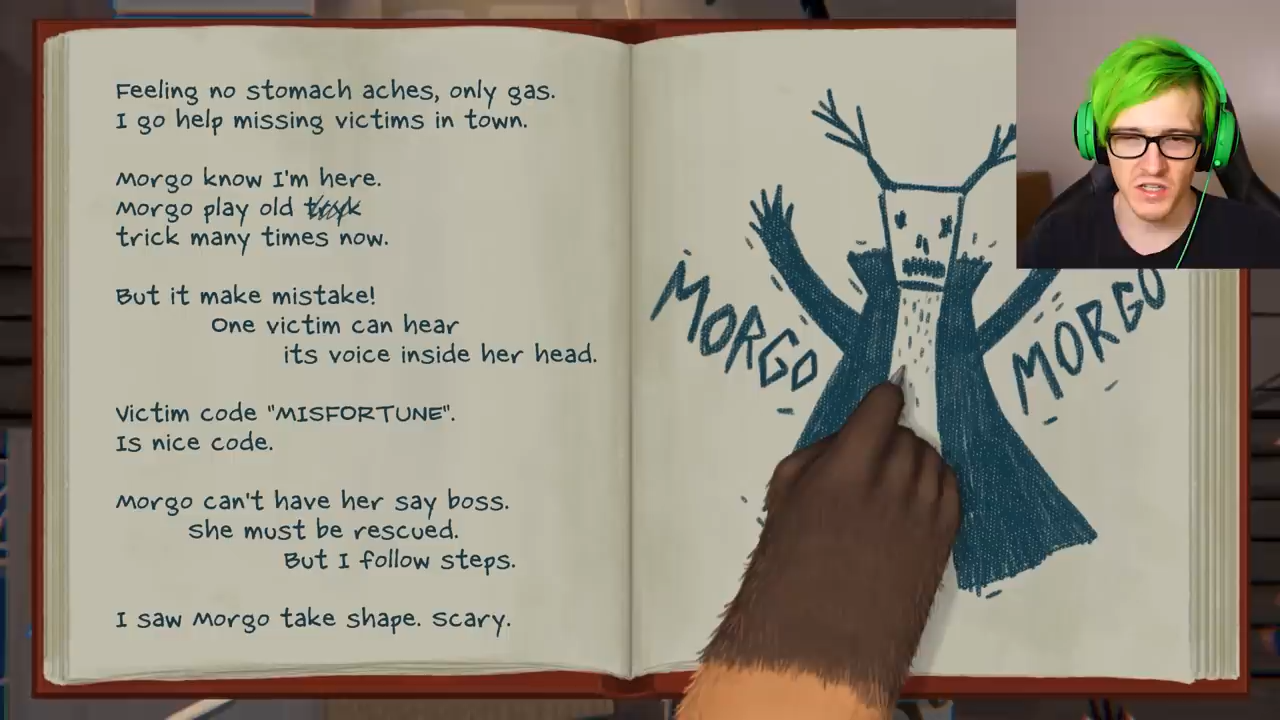 Feeling no stomach aches, only gas.
I go help missing victims in town.
Morgo know I'm here.
Morgo play old
trick many times now.
But it make mistake!
One victim can hear
its voice inside her head.
Victim code "MISFORTUNE".
Is nice code.
Morgo can't have her say boss.
She must be rescued.
But I follow steps.
I saw Morgo take shape. Scary.
MORGO
MORGO